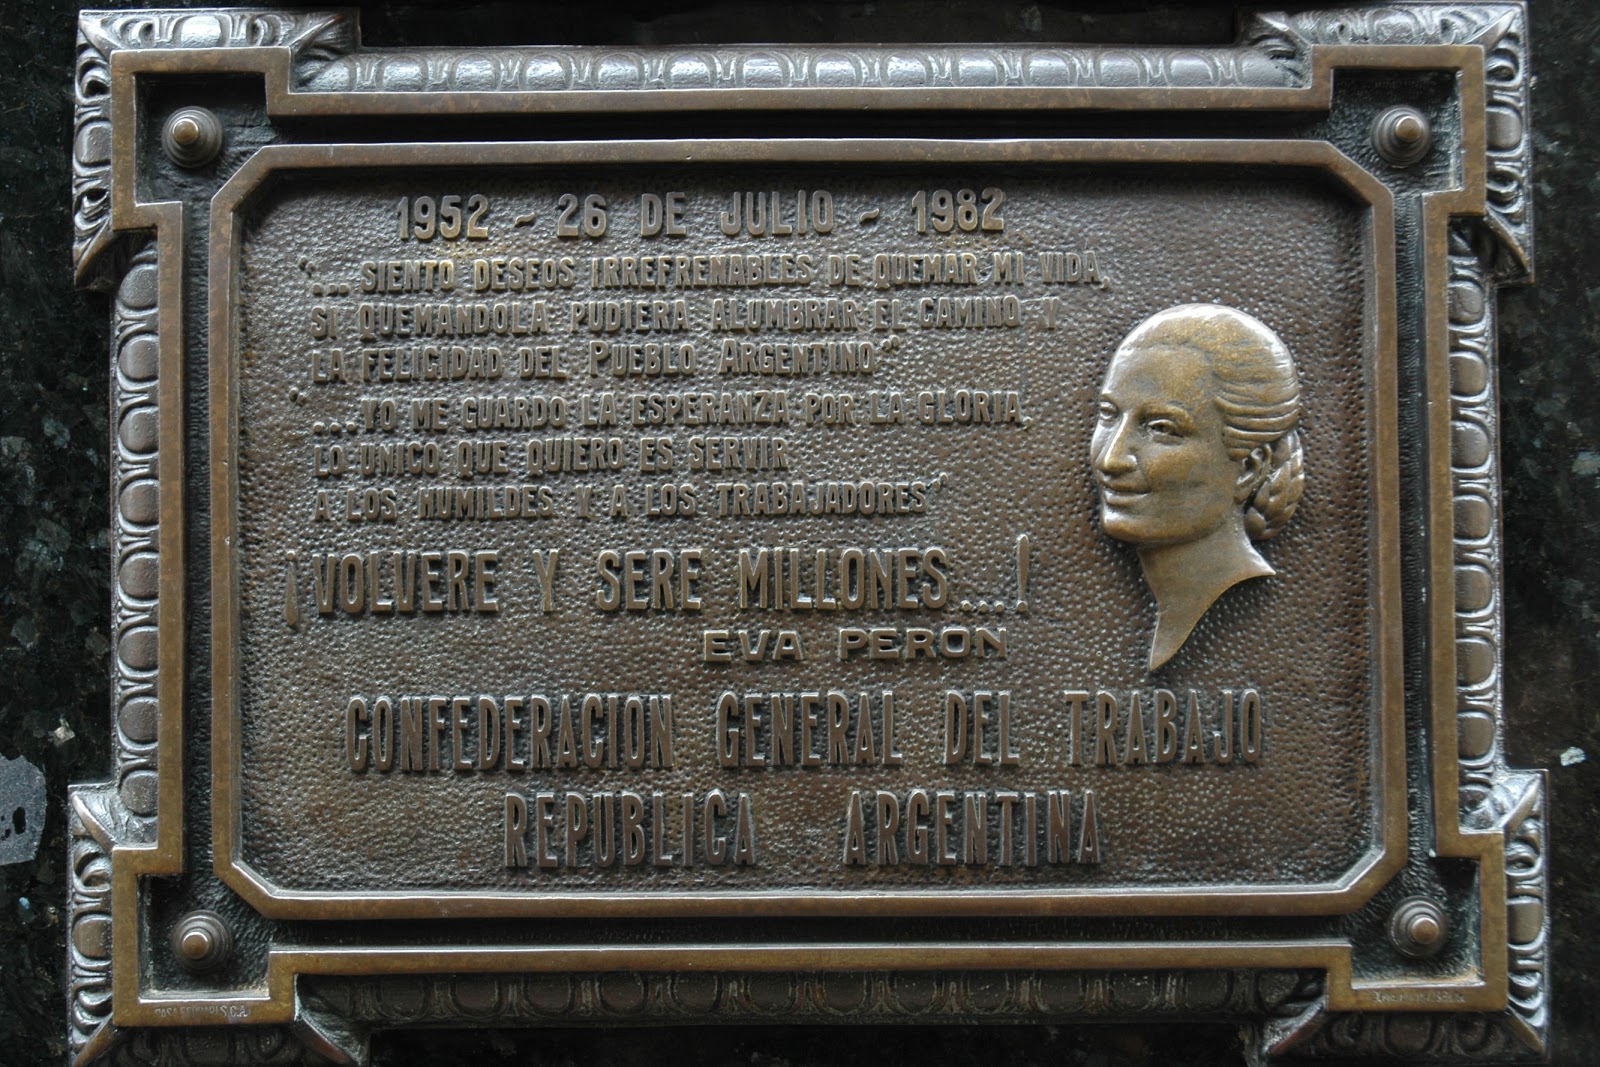 1952 - 26 DE JULIO - 1982
"...SIENTO DESEOS IRREFRENABLES DE QUEMAR MI VIDA,
SI QUEMANDOLA PUDIERA ALUMBRAR EL CAMINO Y
LA FELICIDAD DEL PUEBLO ARGENTINO"
"...YO ME GUARDO LA ESPERANZA POR LA GLORIA,
LO UNICO QUE QUIERO ES SERVIR
A LOS HUMILDES Y A LOS TRABAJADORES"
¡VOLVERE Y SERE MILLONES...!
EVA PERON
CONFEDERACION GENERAL DEL TRABAJO
REPUBLICA ARGENTINA